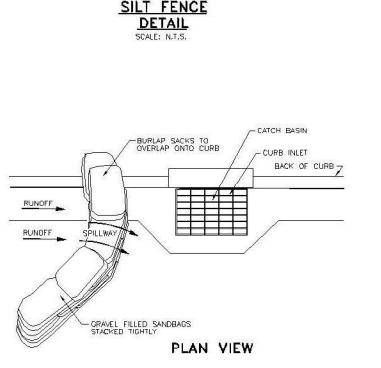 SILT FENCE
DETAIL
SCALE: N.T.S.
CATCH BASIN
BURLAP SACKS TO
OVERLAP ONTO CURB
CURB INLET
BACK OF CURB
RUNOFF
RUNOFF
SPILLWAY
GRAVEL FILLED SANDBAGS
STACKED TIGHTLY
PLAN VIEW